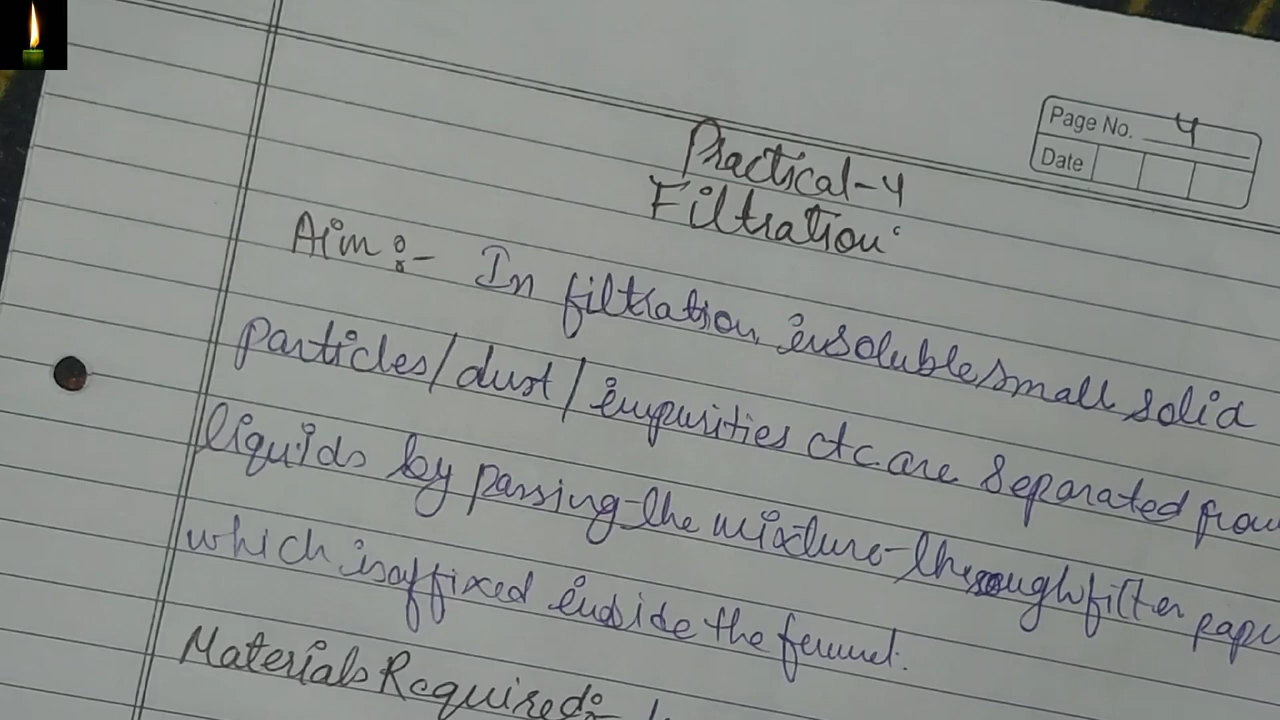 Page No. 4
Date
Practical-4
Filtration
Aim :- In filtration, insoluble small solid
particles/dust/impurities etc are separated from
liquids by passing the mixture through filter pape
which is affixed inside the funnel.
Materials Required:-